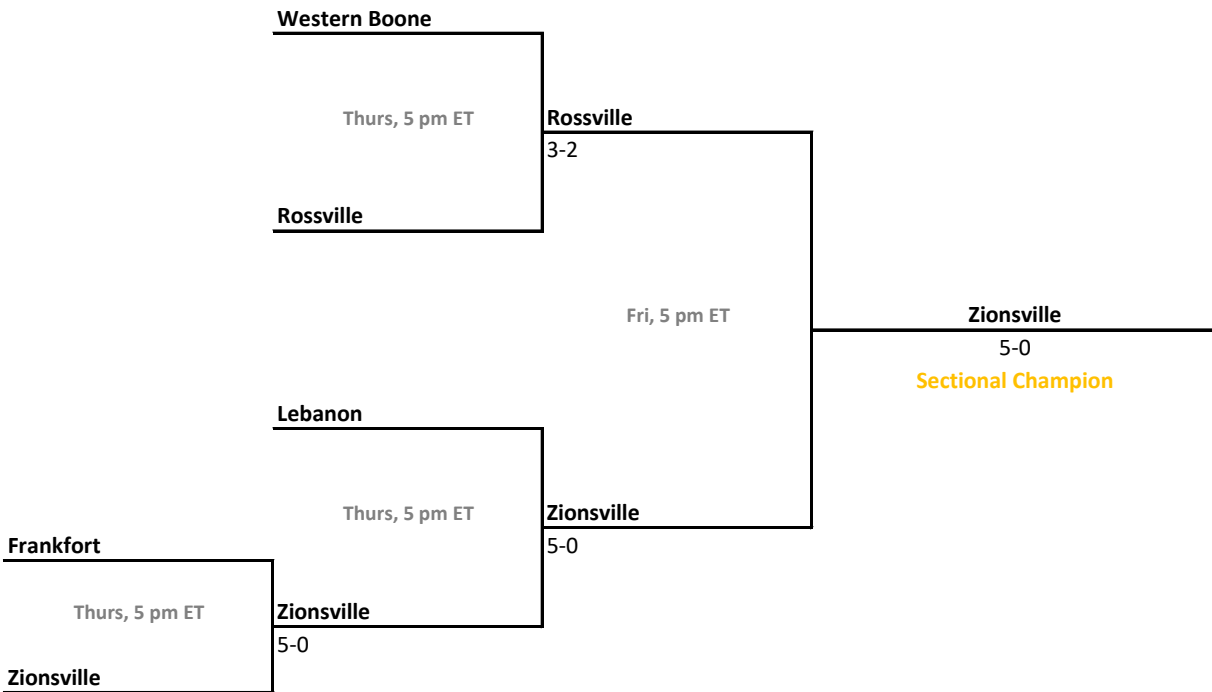 Western Boone
Thurs, 5 pm ET
Rossville
3-2
Rossville
Fri, 5 pm ET
Zionsville
5-0
Sectional Champion
Lebanon
Thurs, 5 pm ET
Zionsville
5-0
Frankfort
Thurs, 5 pm ET
Zionsville
5-0
Zionsville